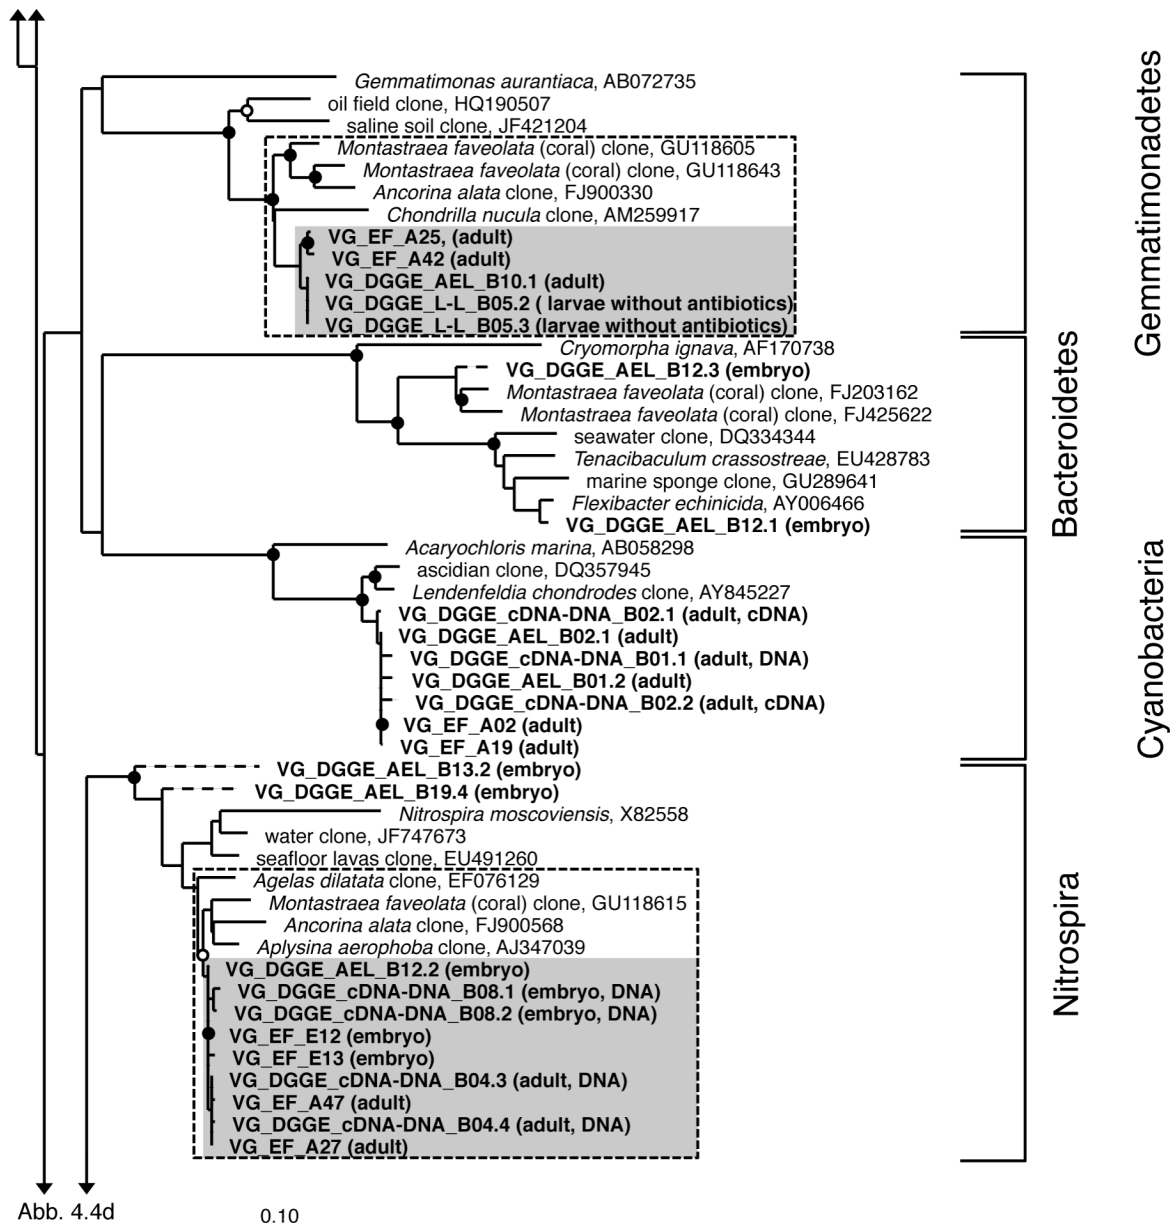 Gemmatimonas aurantiaca, AB072735
oil field clone, HQ190507
saline soil clone, JF421204
Montastraea faveolata (coral) clone, GU118605
Montastraea faveolata (coral) clone, GU118643
Ancorina alata clone, FJ900330
Chondrilla nucula clone, AM259917
VG_EF_A25, (adult)
VG_EF_A42 (adult)
VG_DGGE_AEL_B10.1 (adult)
VG_DGGE_L-L_B05.2 ( larvae without antibiotics)
VG_DGGE_L-L_B05.3 (larvae without antibiotics)
Gemmatimonadetes
Cryomorpha ignava, AF170738
VG_DGGE_AEL_B12.3 (embryo)
Montastraea faveolata (coral) clone, FJ203162
Montastraea faveolata (coral) clone, FJ425622
seawater clone, DQ334344
Tenacibaculum crassostreae, EU428783
marine sponge clone, GU289641
Flexibacter echinicida, AY006466
VG_DGGE_AEL_B12.1 (embryo)
Bacteroidetes
Acaryochloris marina, AB058298
ascidian clone, DQ357945
Lendenfeldia chondrodes clone, AY845227
VG_DGGE_cDNA-DNA_B02.1 (adult, cDNA)
VG_DGGE_AEL_B02.1 (adult)
VG_DGGE_cDNA-DNA_B01.1 (adult, DNA)
VG_DGGE_AEL_B01.2 (adult)
VG_DGGE_cDNA-DNA_B02.2 (adult, cDNA)
VG_EF_A02 (adult)
VG_EF_A19 (adult)
Cyanobacteria
VG_DGGE_AEL_B13.2 (embryo)
VG_DGGE_AEL_B19.4 (embryo)
Nitrospira moscoviensis, X82558
water clone, JF747673
seafloor lavas clone, EU491260
Agelas dilatata clone, EF076129
Montastraea faveolata (coral) clone, GU118615
Ancorina alata clone, FJ900568
Aplysina aerophoba clone, AJ347039
VG_DGGE_AEL_B12.2 (embryo)
VG_DGGE_cDNA-DNA_B08.1 (embryo, DNA)
VG_DGGE_cDNA-DNA_B08.2 (embryo, DNA)
VG_EF_E12 (embryo)
VG_EF_E13 (embryo)
VG_DGGE_cDNA-DNA_B04.3 (adult, DNA)
VG_EF_A47 (adult)
VG_DGGE_cDNA-DNA_B04.4 (adult, DNA)
VG_EF_A27 (adult)
Nitrospira
Abb. 4.4d
0.10